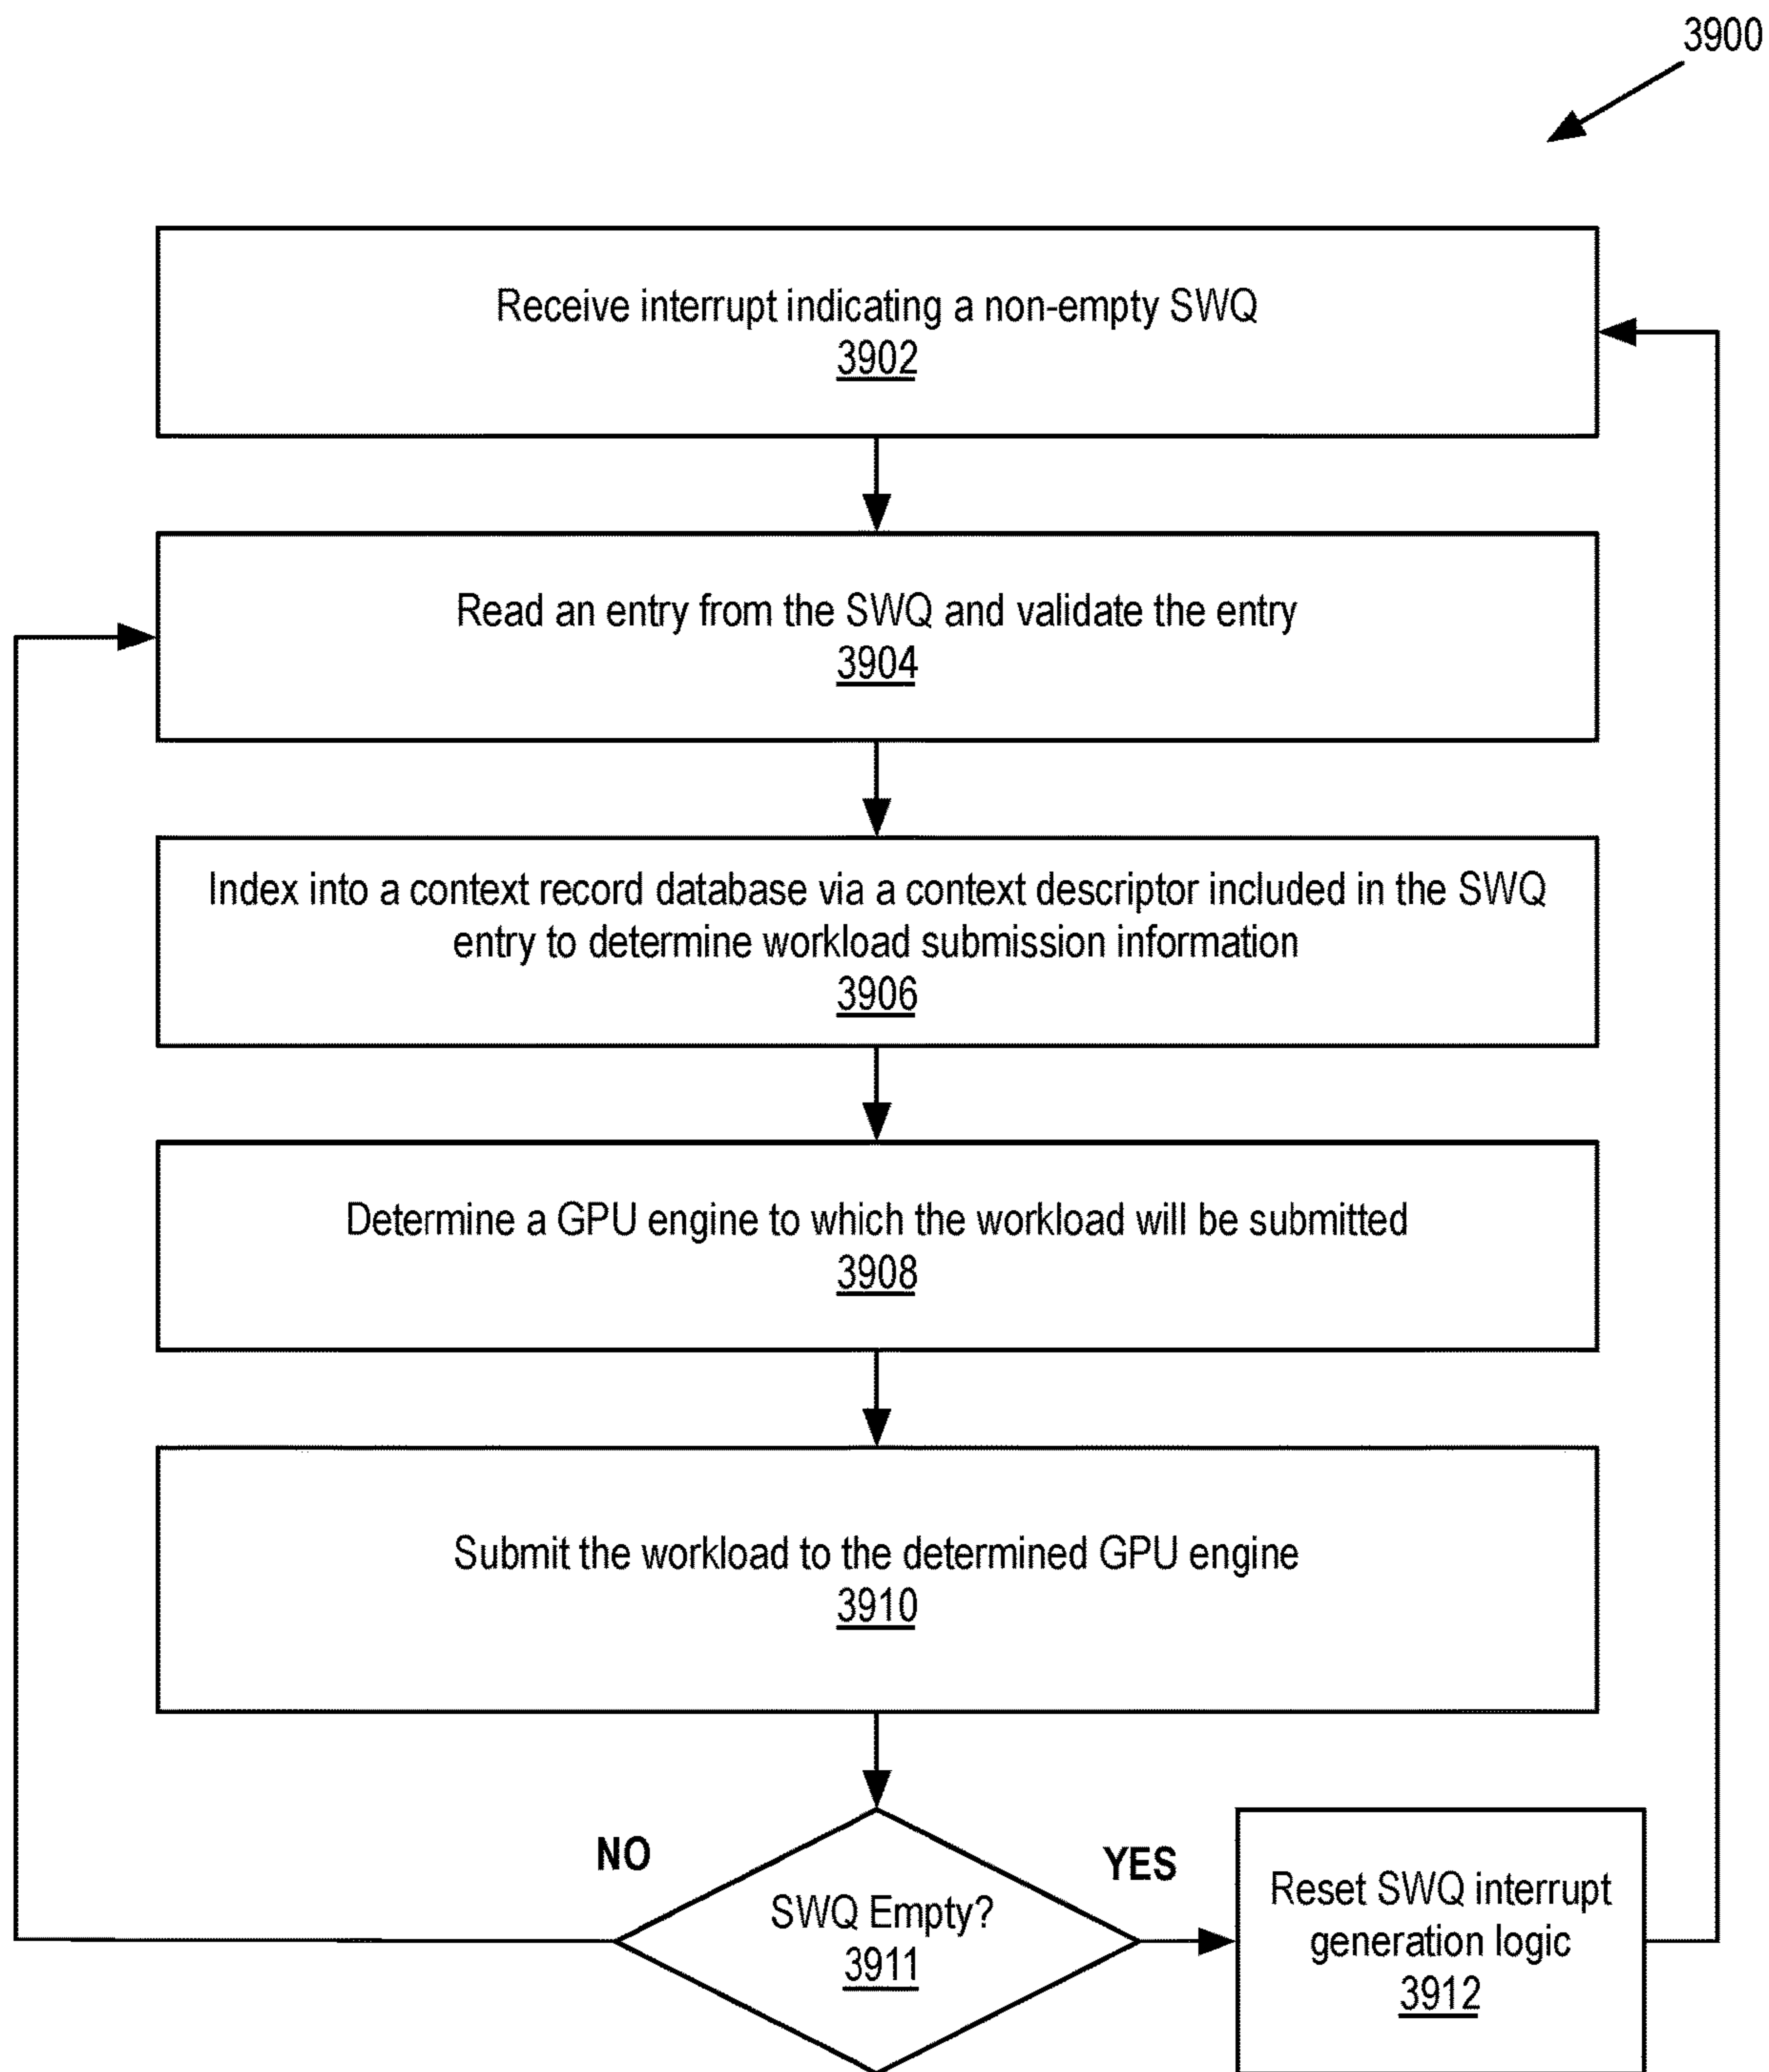 3900
Receive interrupt indicating a non-empty SWQ
3902
Read an entry from the SWQ and validate the entry
3904
Index into a context record database via a context descriptor included in the SWQ
entry to determine workload submission information
3906
Determine a GPU engine to which the workload will be submitted
3908
Submit the workload to the determined GPU engine
3910
NO
YES
SWQ Empty?
3911
Reset SWQ interrupt
generation logic
3912